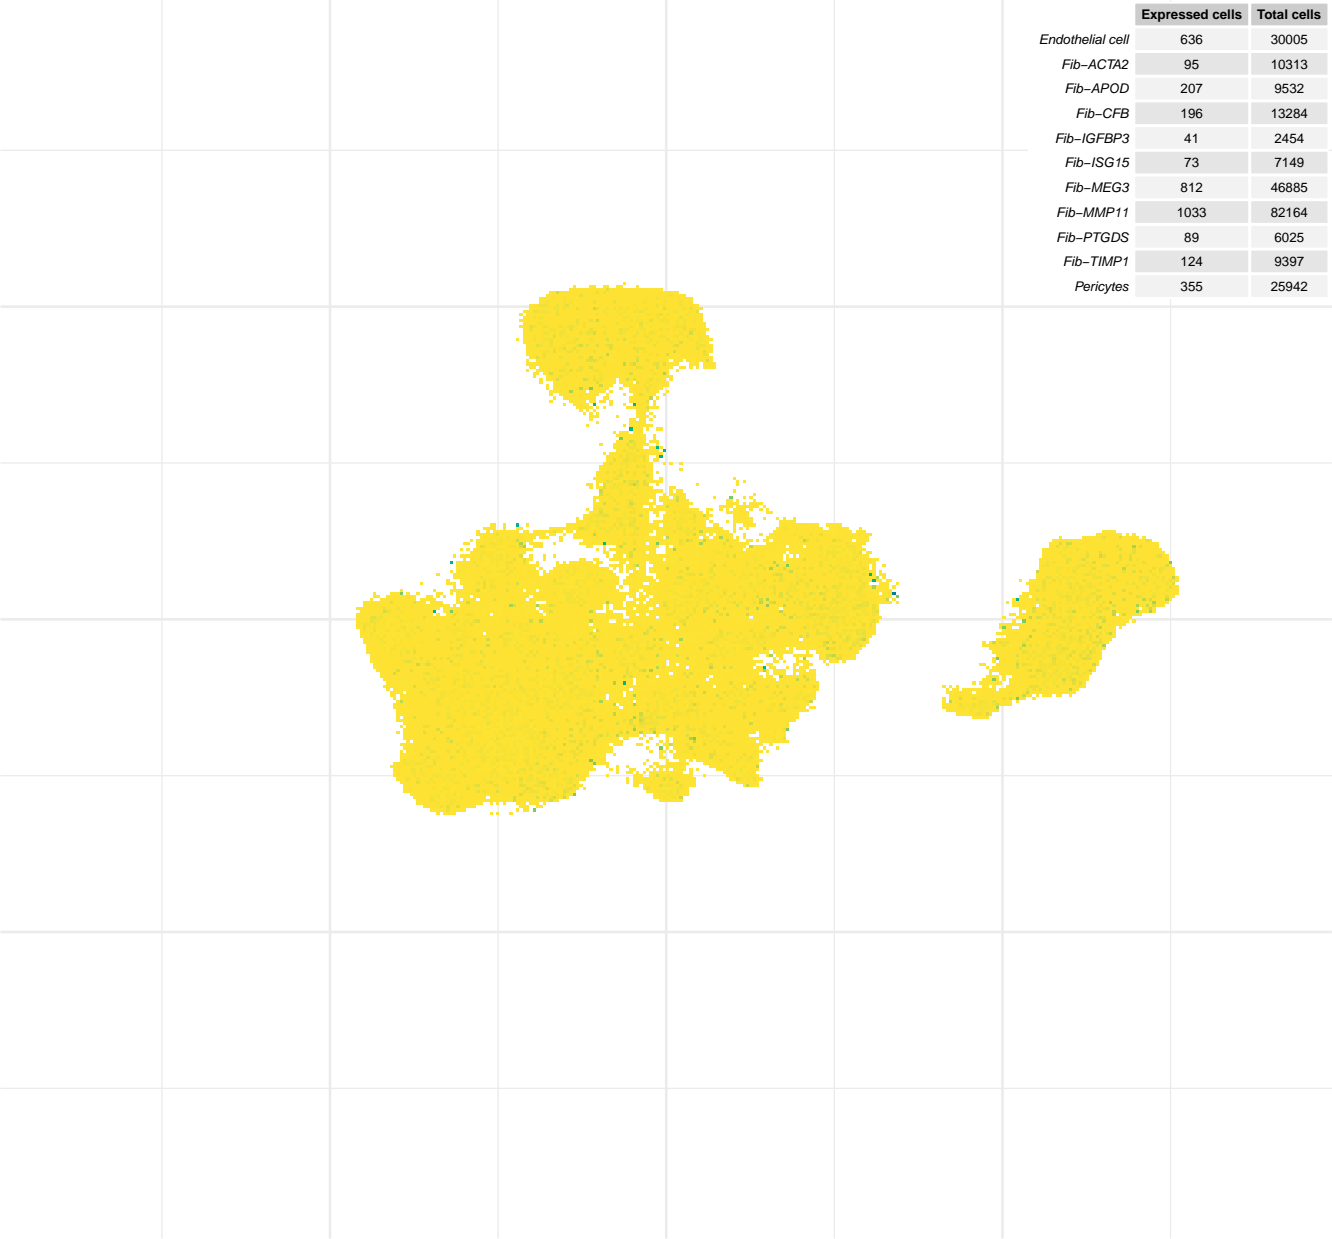 Expressed cells Total cells
Endothelial cell 636 30005
Fib−ACTA2 95 10313
Fib−APOD 207 9532
Fib−CFB 196 13284
Fib−IGFBP3 41 2454
Fib−ISG15 73 7149
Fib−MEG3 812 46885
Fib−MMP11 1033 82164
Fib−PTGDS 89 6025
Fib−TIMP1 124 9397
Pericytes 355 25942